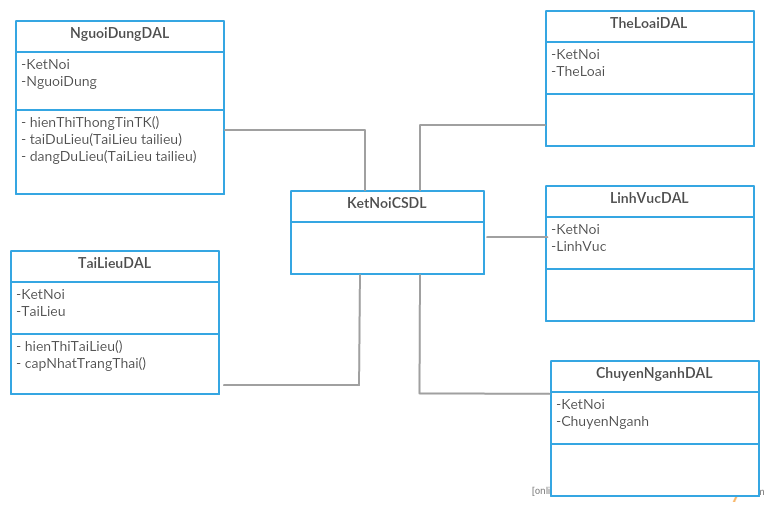 NguoiDungDAL
-KetNoi
-NguoiDung
- hienThiThongTinTK()
- taiDuLieu(TaiLieu tailieu)
- dangDuLieu(TaiLieu tailieu)
TheLoaiDAL
-KetNoi
-TheLoai
KetNoiCSDL
LinhVucDAL
-KetNoi
-LinhVuc
TaiLieuDAL
-KetNoi
-TaiLieu
- hienThiTaiLieu()
- capNhatTrangThai()
ChuyenNganhDAL
-KetNoi
-ChuyenNganh